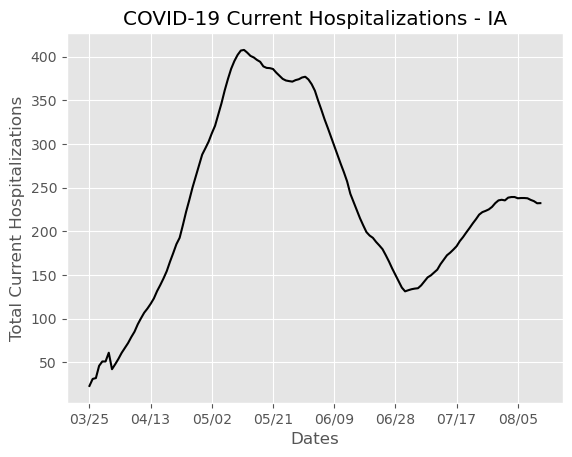 COVID-19 Current Hospitalizations - IA
Total Current Hospitalizations
400
350
300
250
200
150
100
50
03/25 04/13 05/02 05/21 06/09 06/28 07/17 08/05
Dates